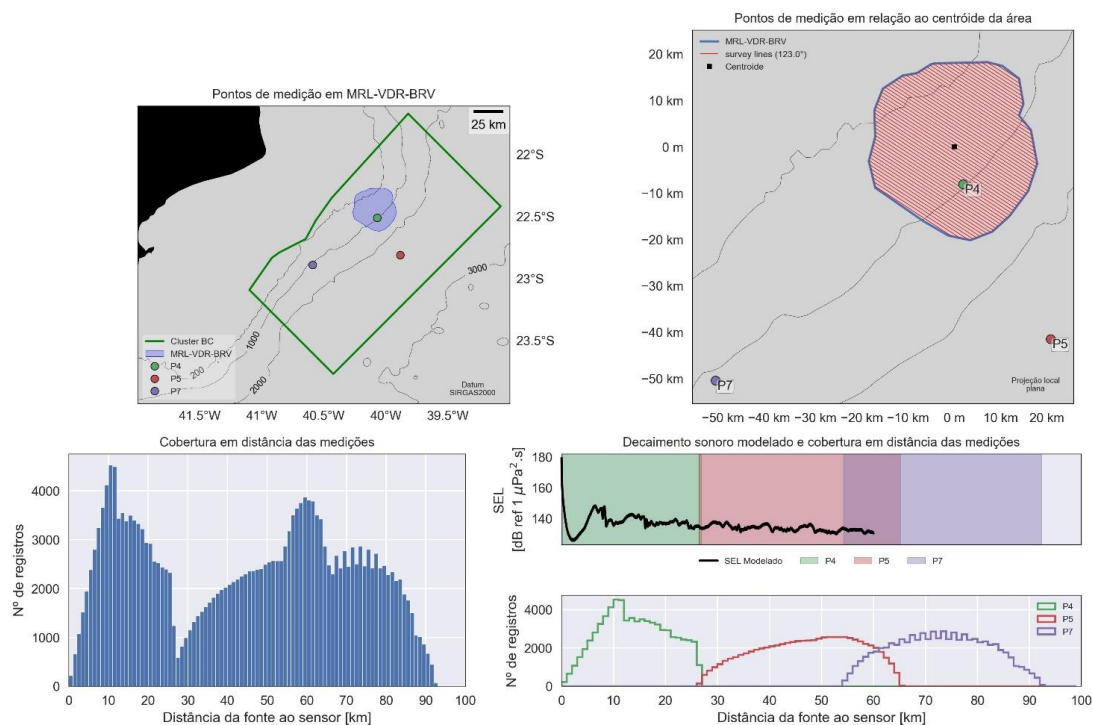 Pontos de medição em relação ao centróide da área
MRL-VDR-BRV
survey lines (123.0°)
Centroide
20 km
10 km
0 m
−10 km
−20 km
−30 km
−40 km
−50 km
P4
P5
P7
Projeção local
plana
−50 km −40 km −30 km −20 km −10 km 0 m 10 km 20 km
Pontos de medição em MRL-VDR-BRV
25 km
22°S
22.5°S
23°S
23.5°S
3000
200
1000
2000
Cluster BC
MRL-VDR-BRV
P4
P5
P7
Datum
SIRGAS2000
41.5°W 41°W 40.5°W 40°W 39.5°W
Cobertura em distância das medições
Nº de registros
4000
3000
2000
1000
0
0 10 20 30 40 50 60 70 80 90 100
Distância da fonte ao sensor [km]
Decaimento sonoro modelado e cobertura em distância das medições
SEL
[dB ref 1 μPa².s]
180
160
140
SEL Modelado P4 P5 P7
Nº de registros
4000
2000
0
P4
P5
P7
0 10 20 30 40 50 60 70 80 90 100
Distância da fonte ao sensor [km]